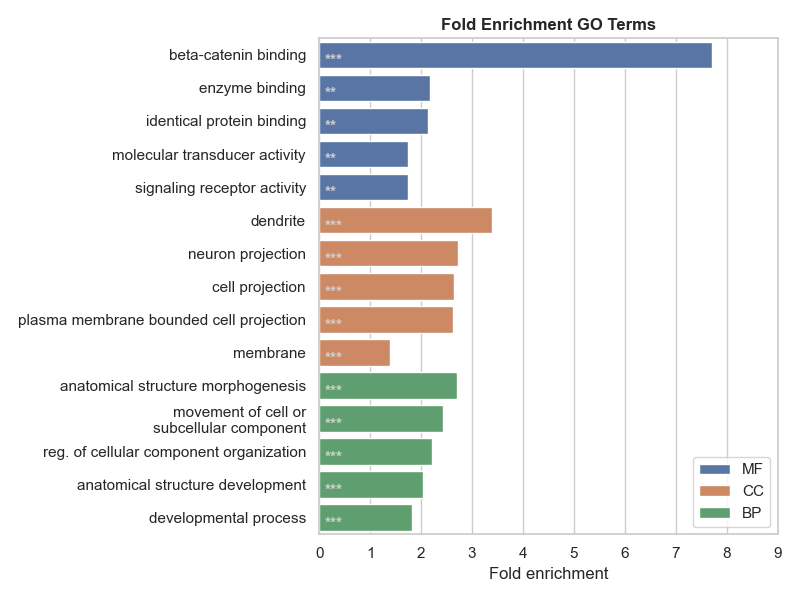 Fold Enrichment GO Terms
beta-catenin binding
***
enzyme binding
**
identical protein binding
**
molecular transducer activity
**
signaling receptor activity
**
dendrite
***
neuron projection
***
cell projection
***
plasma membrane bounded cell projection
***
membrane
***
anatomical structure morphogenesis
***
movement of cell or
subcellular component
***
reg. of cellular component organization
***
anatomical structure development
***
developmental process
***
MF
CC
BP
0 1 2 3 4 5 6 7 8 9
Fold enrichment